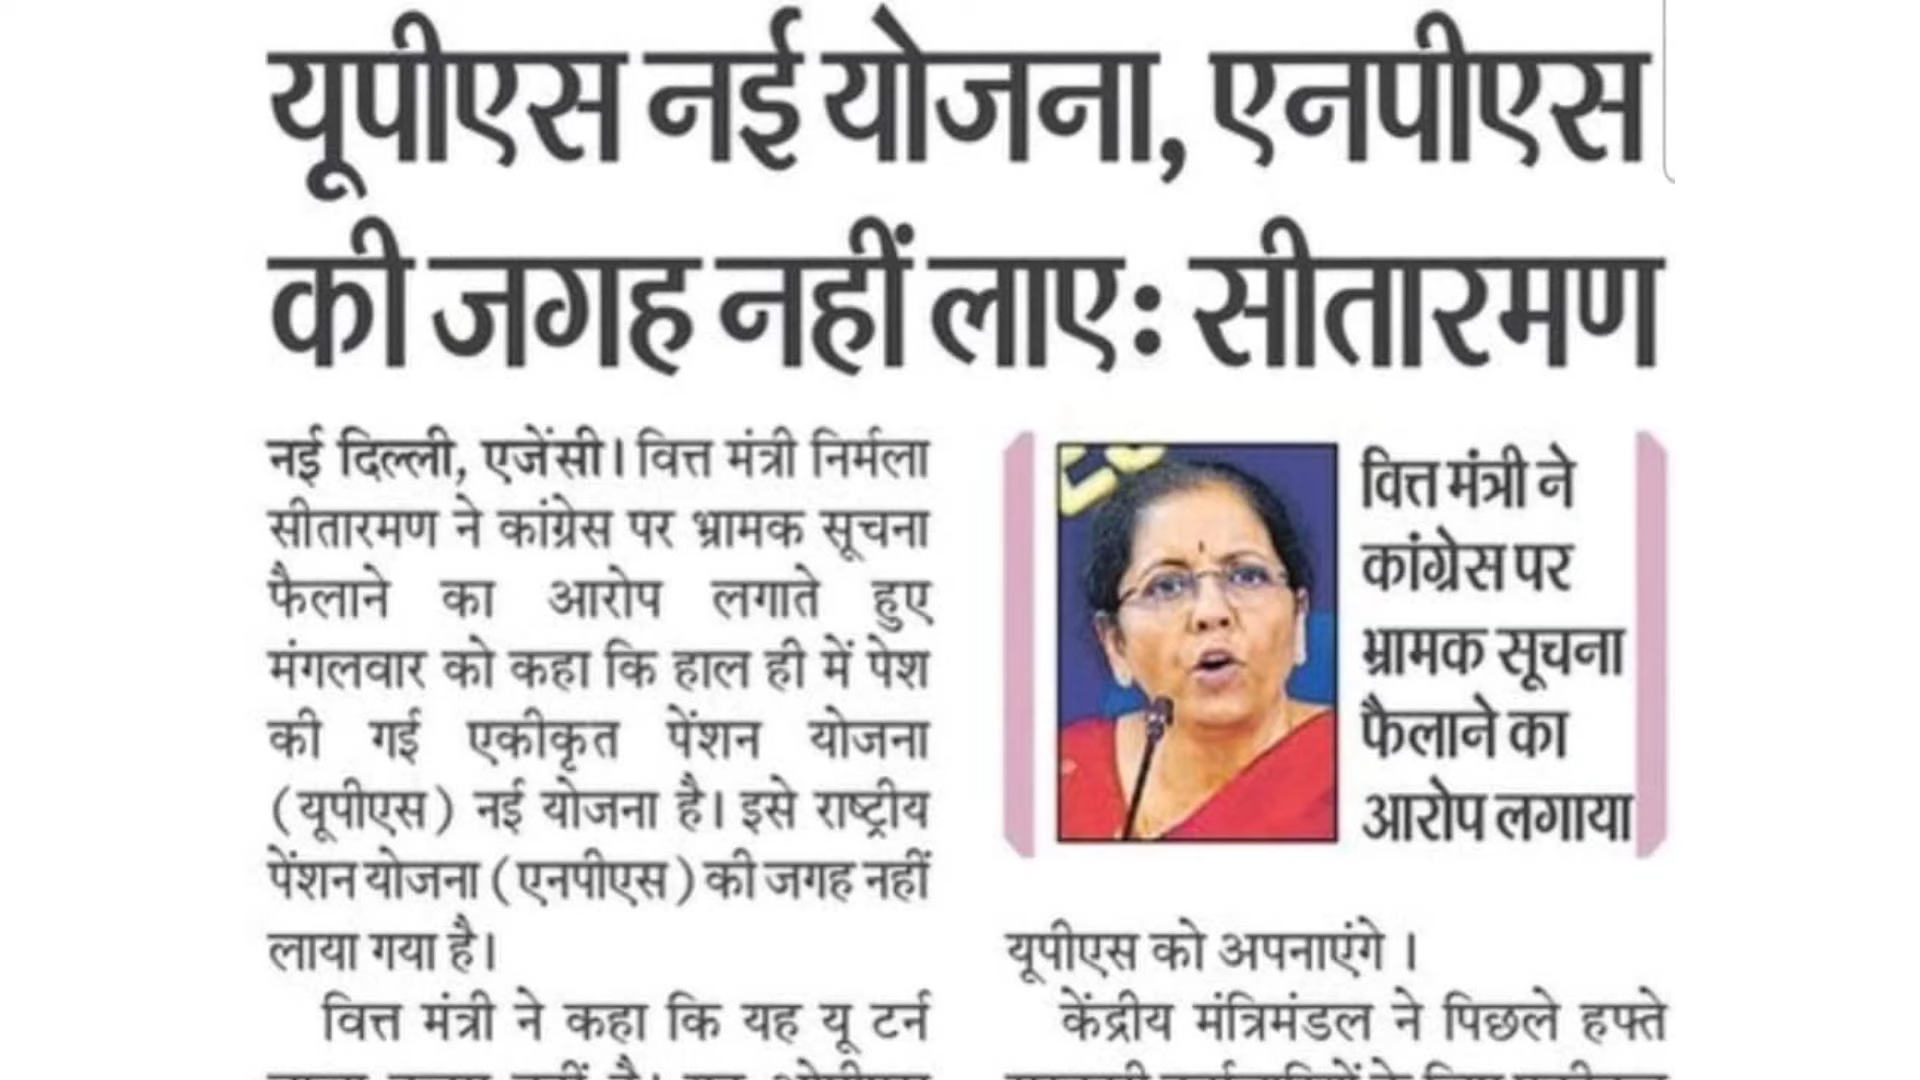 यूपीएस नई योजना, एनपीएस
की जगह नहीं लाए: सीतारमण
नई दिल्ली, एजेंसी। वित्त मंत्री निर्मला
सीतारमण ने कांग्रेस पर भ्रामक सूचना
फैलाने का आरोप लगाते हुए
मंगलवार को कहा कि हाल ही में पेश
की गई एकीकृत पेंशन योजना
(यूपीएस) नई योजना है। इसे राष्ट्रीय
पेंशन योजना (एनपीएस) की जगह नहीं
लाया गया है।
वित्त मंत्री ने कहा कि यह यू टर्न
वित्त मंत्री ने
कांग्रेस पर
भ्रामक सूचना
फैलाने का
आरोप लगाया
यूपीएस को अपनाएंगे ।
केंद्रीय मंत्रिमंडल ने पिछले हफ्ते